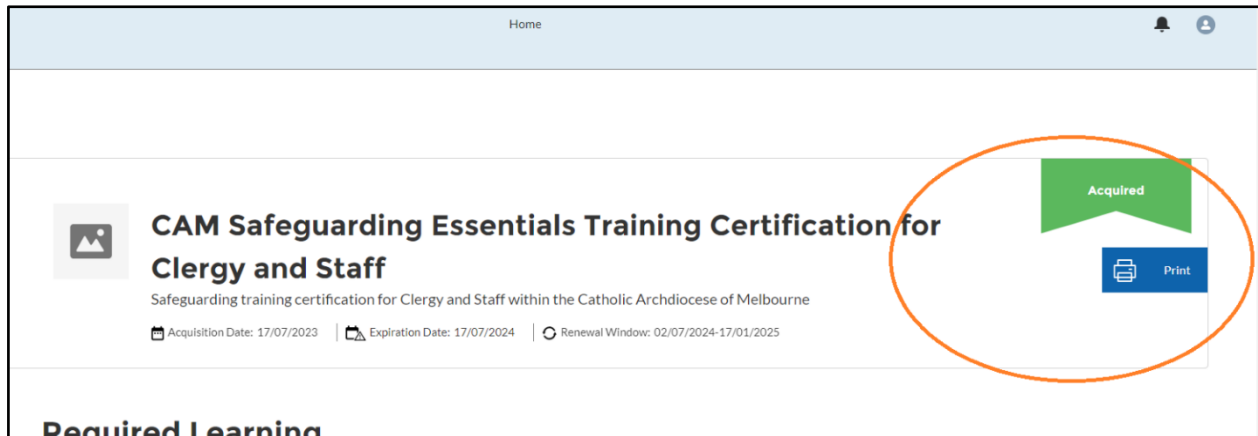 Home
Acquired
CAM Safeguarding Essentials Training Certification for
Clergy and Staff
Print
Safeguarding training certification for Clergy and Staff within the Catholic Archdiocese of Melbourne
Acquisition Date: 17/07/2023 Expiration Date: 17/07/2024 Renewal Window: 02/07/2024-17/01/2025
Required Learning